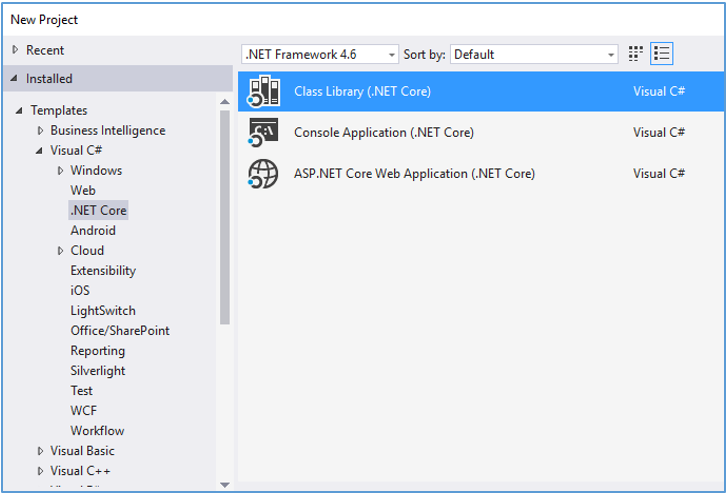 New Project
Recent
.NET Framework 4.6
Sort by:
Default
Installed
Templates
Business Intelligence
Visual C#
Windows
Web
.NET Core
Android
Cloud
Extensibility
iOS
LightSwitch
Office/SharePoint
Reporting
Silverlight
Test
WCF
Workflow
Visual Basic
Visual C++
Class Library (.NET Core) Visual C#
Console Application (.NET Core) Visual C#
ASP.NET Core Web Application (.NET Core) Visual C#